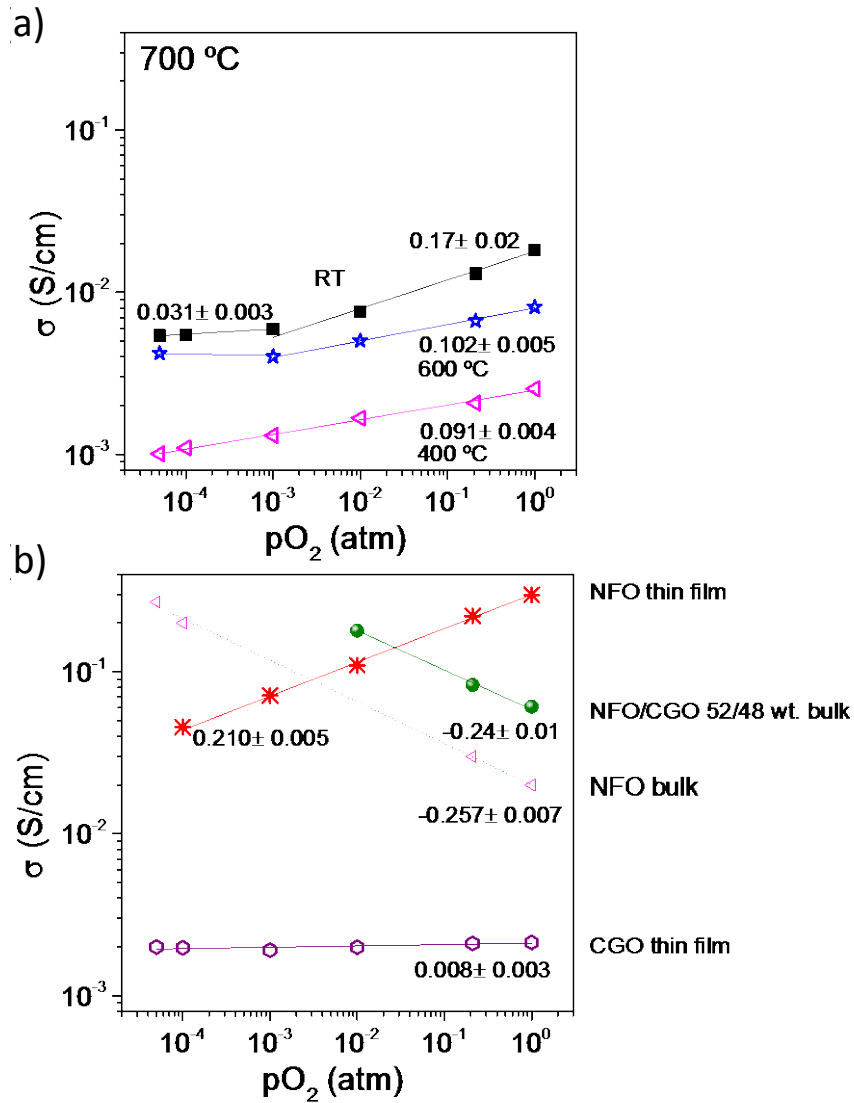 a)
700 ºC
10⁻¹
10⁻²
10⁻³
σ (S/cm)
0.17± 0.02
RT
0.031± 0.003
0.102± 0.005
600 ºC
0.091± 0.004
400 ºC
10⁻⁴ 10⁻³ 10⁻² 10⁻¹ 10⁰
pO₂ (atm)
b)
10⁻¹
10⁻²
10⁻³
σ (S/cm)
0.210± 0.005
-0.24± 0.01
-0.257± 0.007
0.008± 0.003
NFO thin film
NFO/CGO 52/48 wt. bulk
NFO bulk
CGO thin film
10⁻⁴ 10⁻³ 10⁻² 10⁻¹ 10⁰
pO₂ (atm)